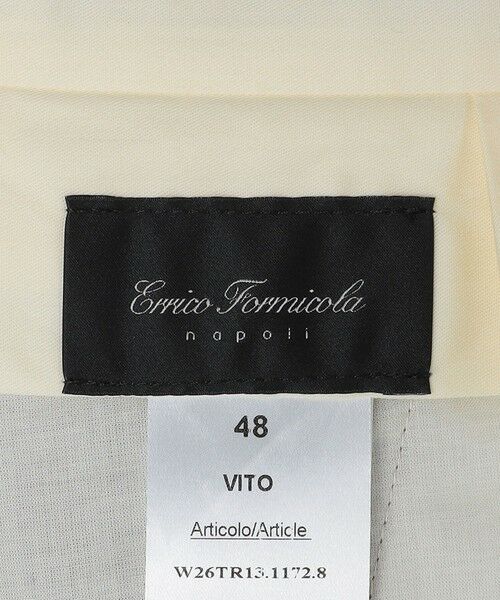 Errico Formicola
napoli
48
VITO
Articolo/Article
W26TR13.1172.8